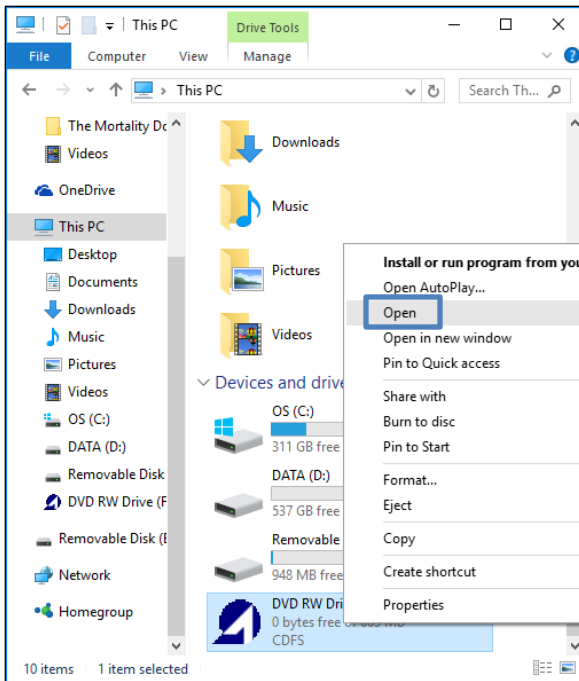 This PC
Drive Tools
File
Computer
View
Manage
This PC
Search Th...
The Mortality Do
Videos
OneDrive
This PC
Desktop
Documents
Downloads
Music
Pictures
Videos
OS (C:)
DATA (D:)
Removable Disk
DVD RW Drive (F
Removable Disk (E
Network
Homegroup
Downloads
Music
Pictures
Videos
Devices and drive
OS (C:)
311 GB free
DATA (D:)
537 GB free
Removable
948 MB free
DVD RW Dri
0 bytes free
CDFS
Install or run program from you
Open AutoPlay...
Open
Open in new window
Pin to Quick access
Share with
Burn to disc
Pin to Start
Format...
Eject
Copy
Create shortcut
Properties
10 items
1 item selected